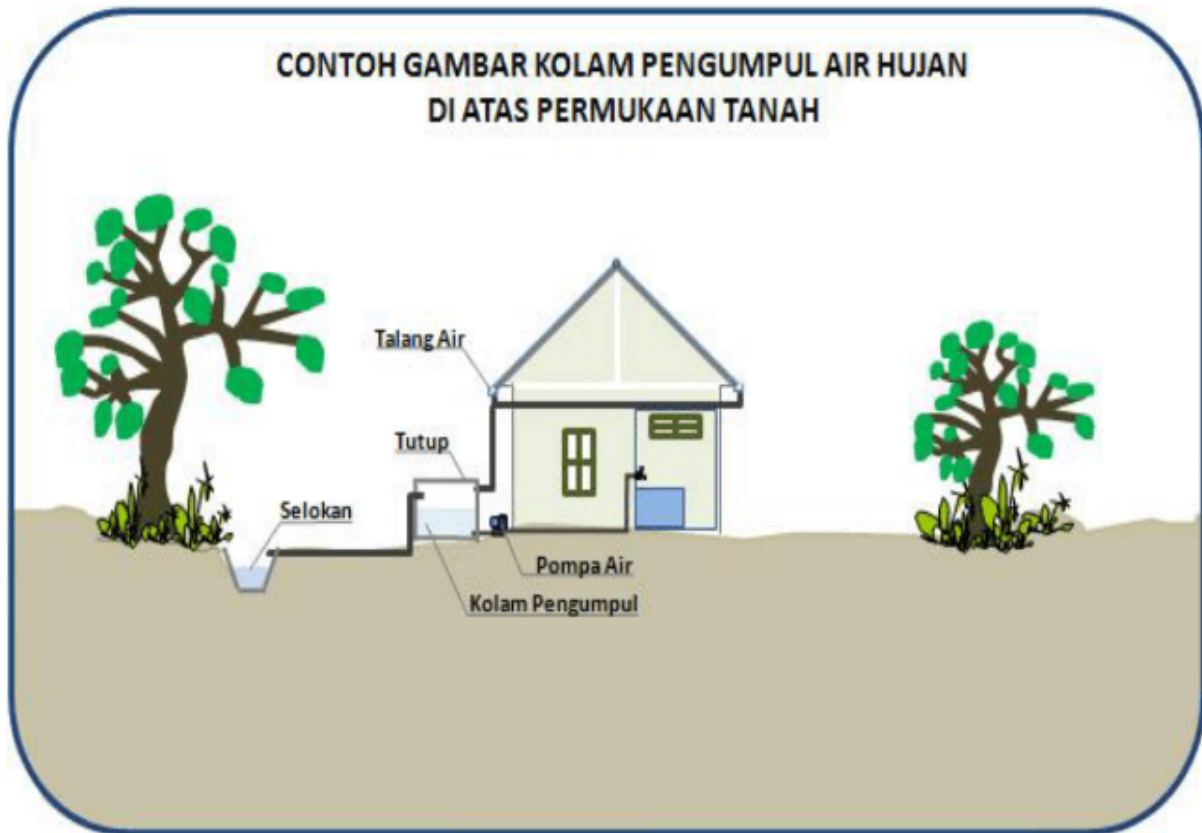 CONTOH GAMBAR KOLAM PENGUMPUL AIR HUJAN
DI ATAS PERMUKAAN TANAH
Talang Air
Tutup
Selokan
Pompa Air
Kolam Pengumpul